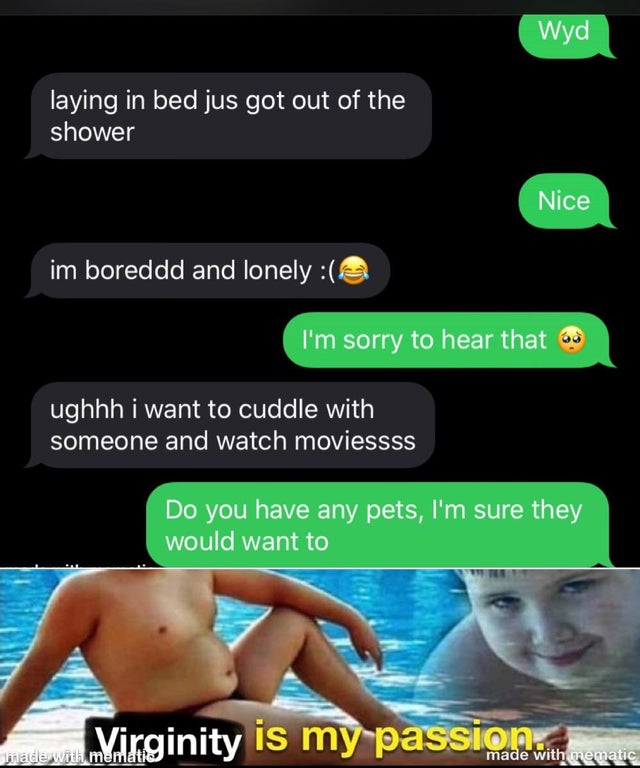 Wyd
laying in bed jus got out of the
shower
Nice
im boreddd and lonely :(😂
I'm sorry to hear that 🥺
ughhh i want to cuddle with
someone and watch moviessss
Do you have any pets, I'm sure they
would want to
Virginity is my passion.
made with mematic
made with mematic